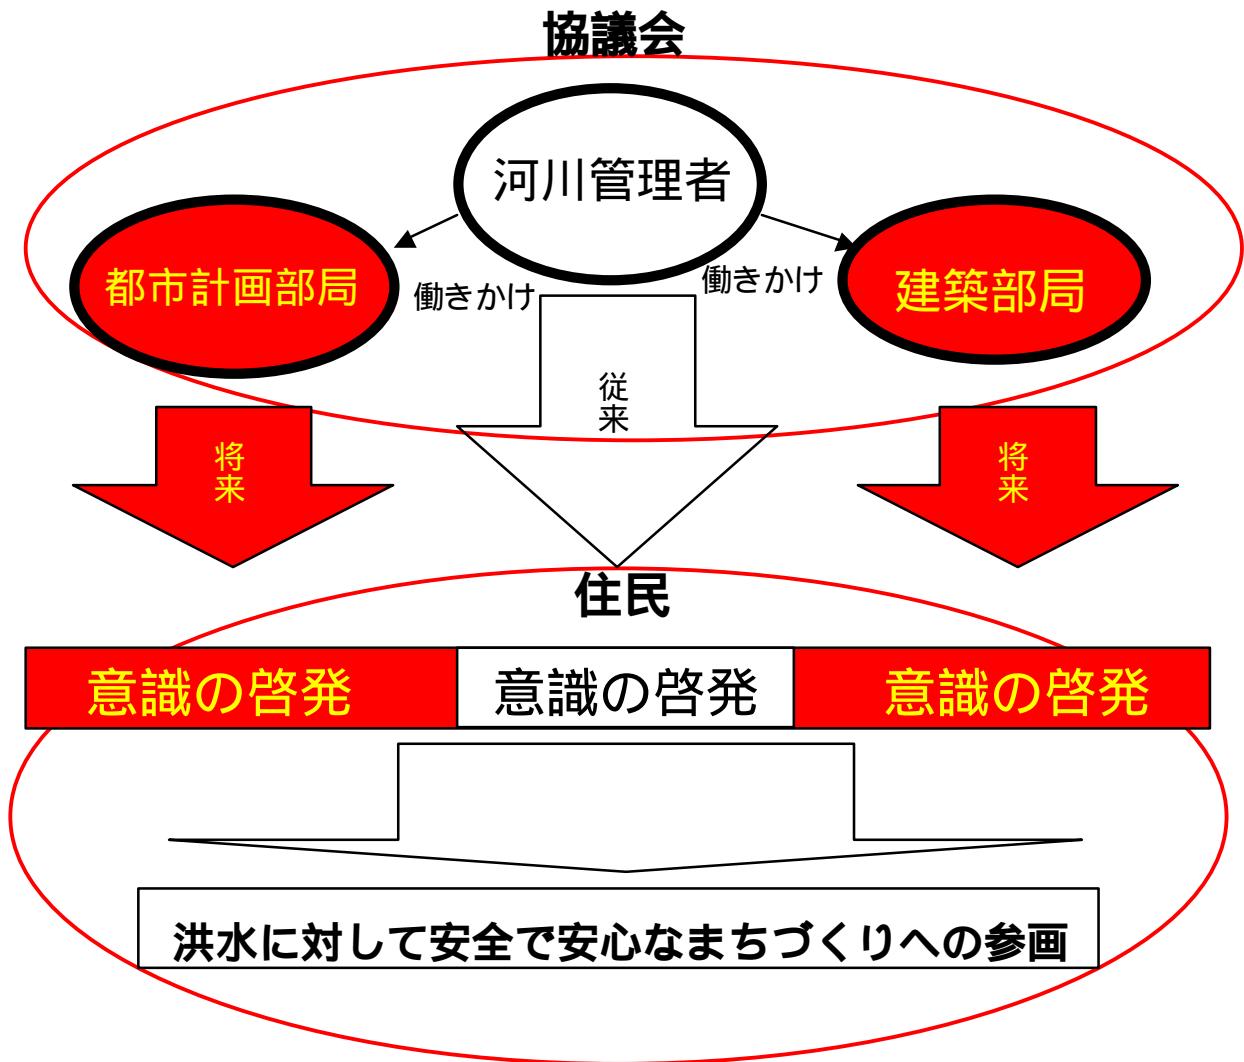 協議会
河川管理者
都市計画部局
働きかけ
働きかけ
建築部局
従来
将来
将来
住民
意識の啓発
意識の啓発
意識の啓発
洪水に対して安全で安心なまちづくりへの参画